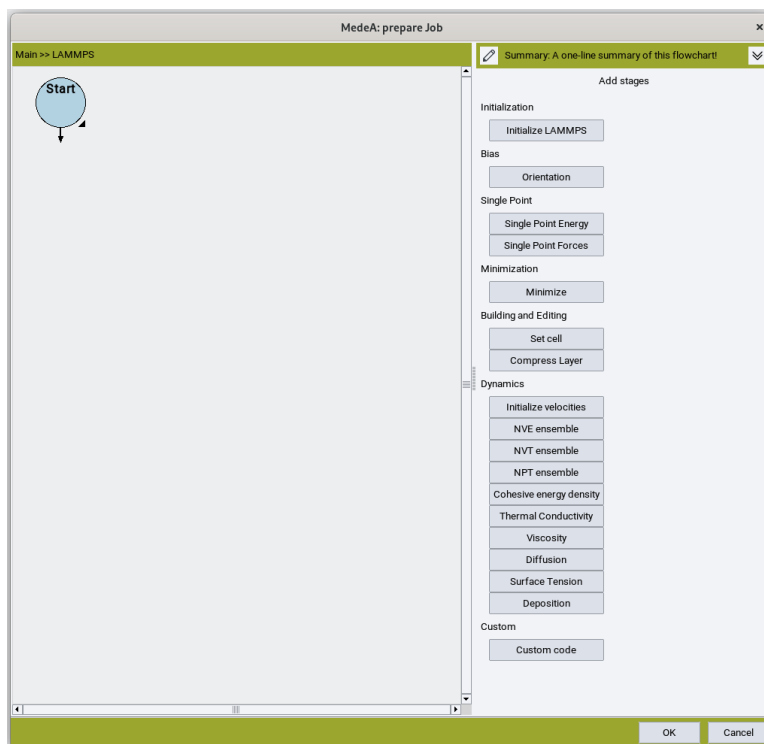 MedeA: prepare Job
Main >> LAMMPS
Start
Summary: A one-line summary of this flowchart!
Add stages
Initialization
Initialize LAMMPS
Bias
Orientation
Single Point
Single Point Energy
Single Point Forces
Minimization
Minimize
Building and Editing
Set cell
Compress Layer
Dynamics
Initialize velocities
NVE ensemble
NVT ensemble
NPT ensemble
Cohesive energy density
Thermal Conductivity
Viscosity
Diffusion
Surface Tension
Deposition
Custom
Custom code
OK
Cancel